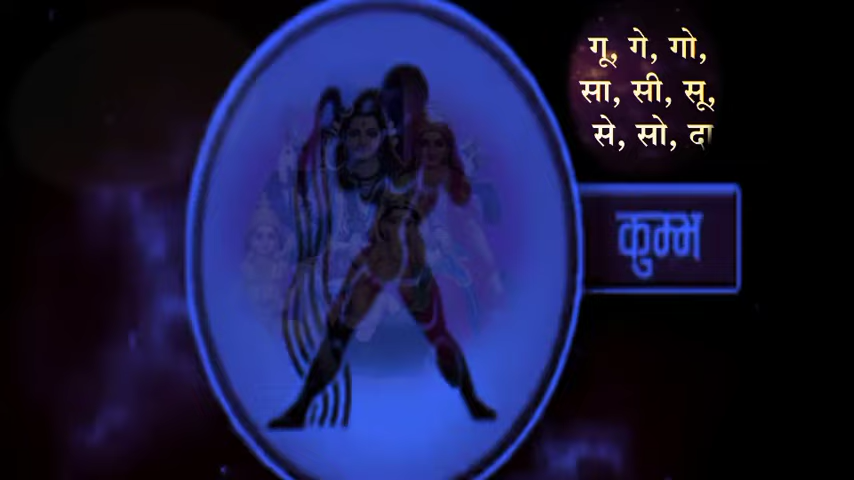 गू, गे, गो,
सा, सी, सू,
से, सो, दा
कुम्भ